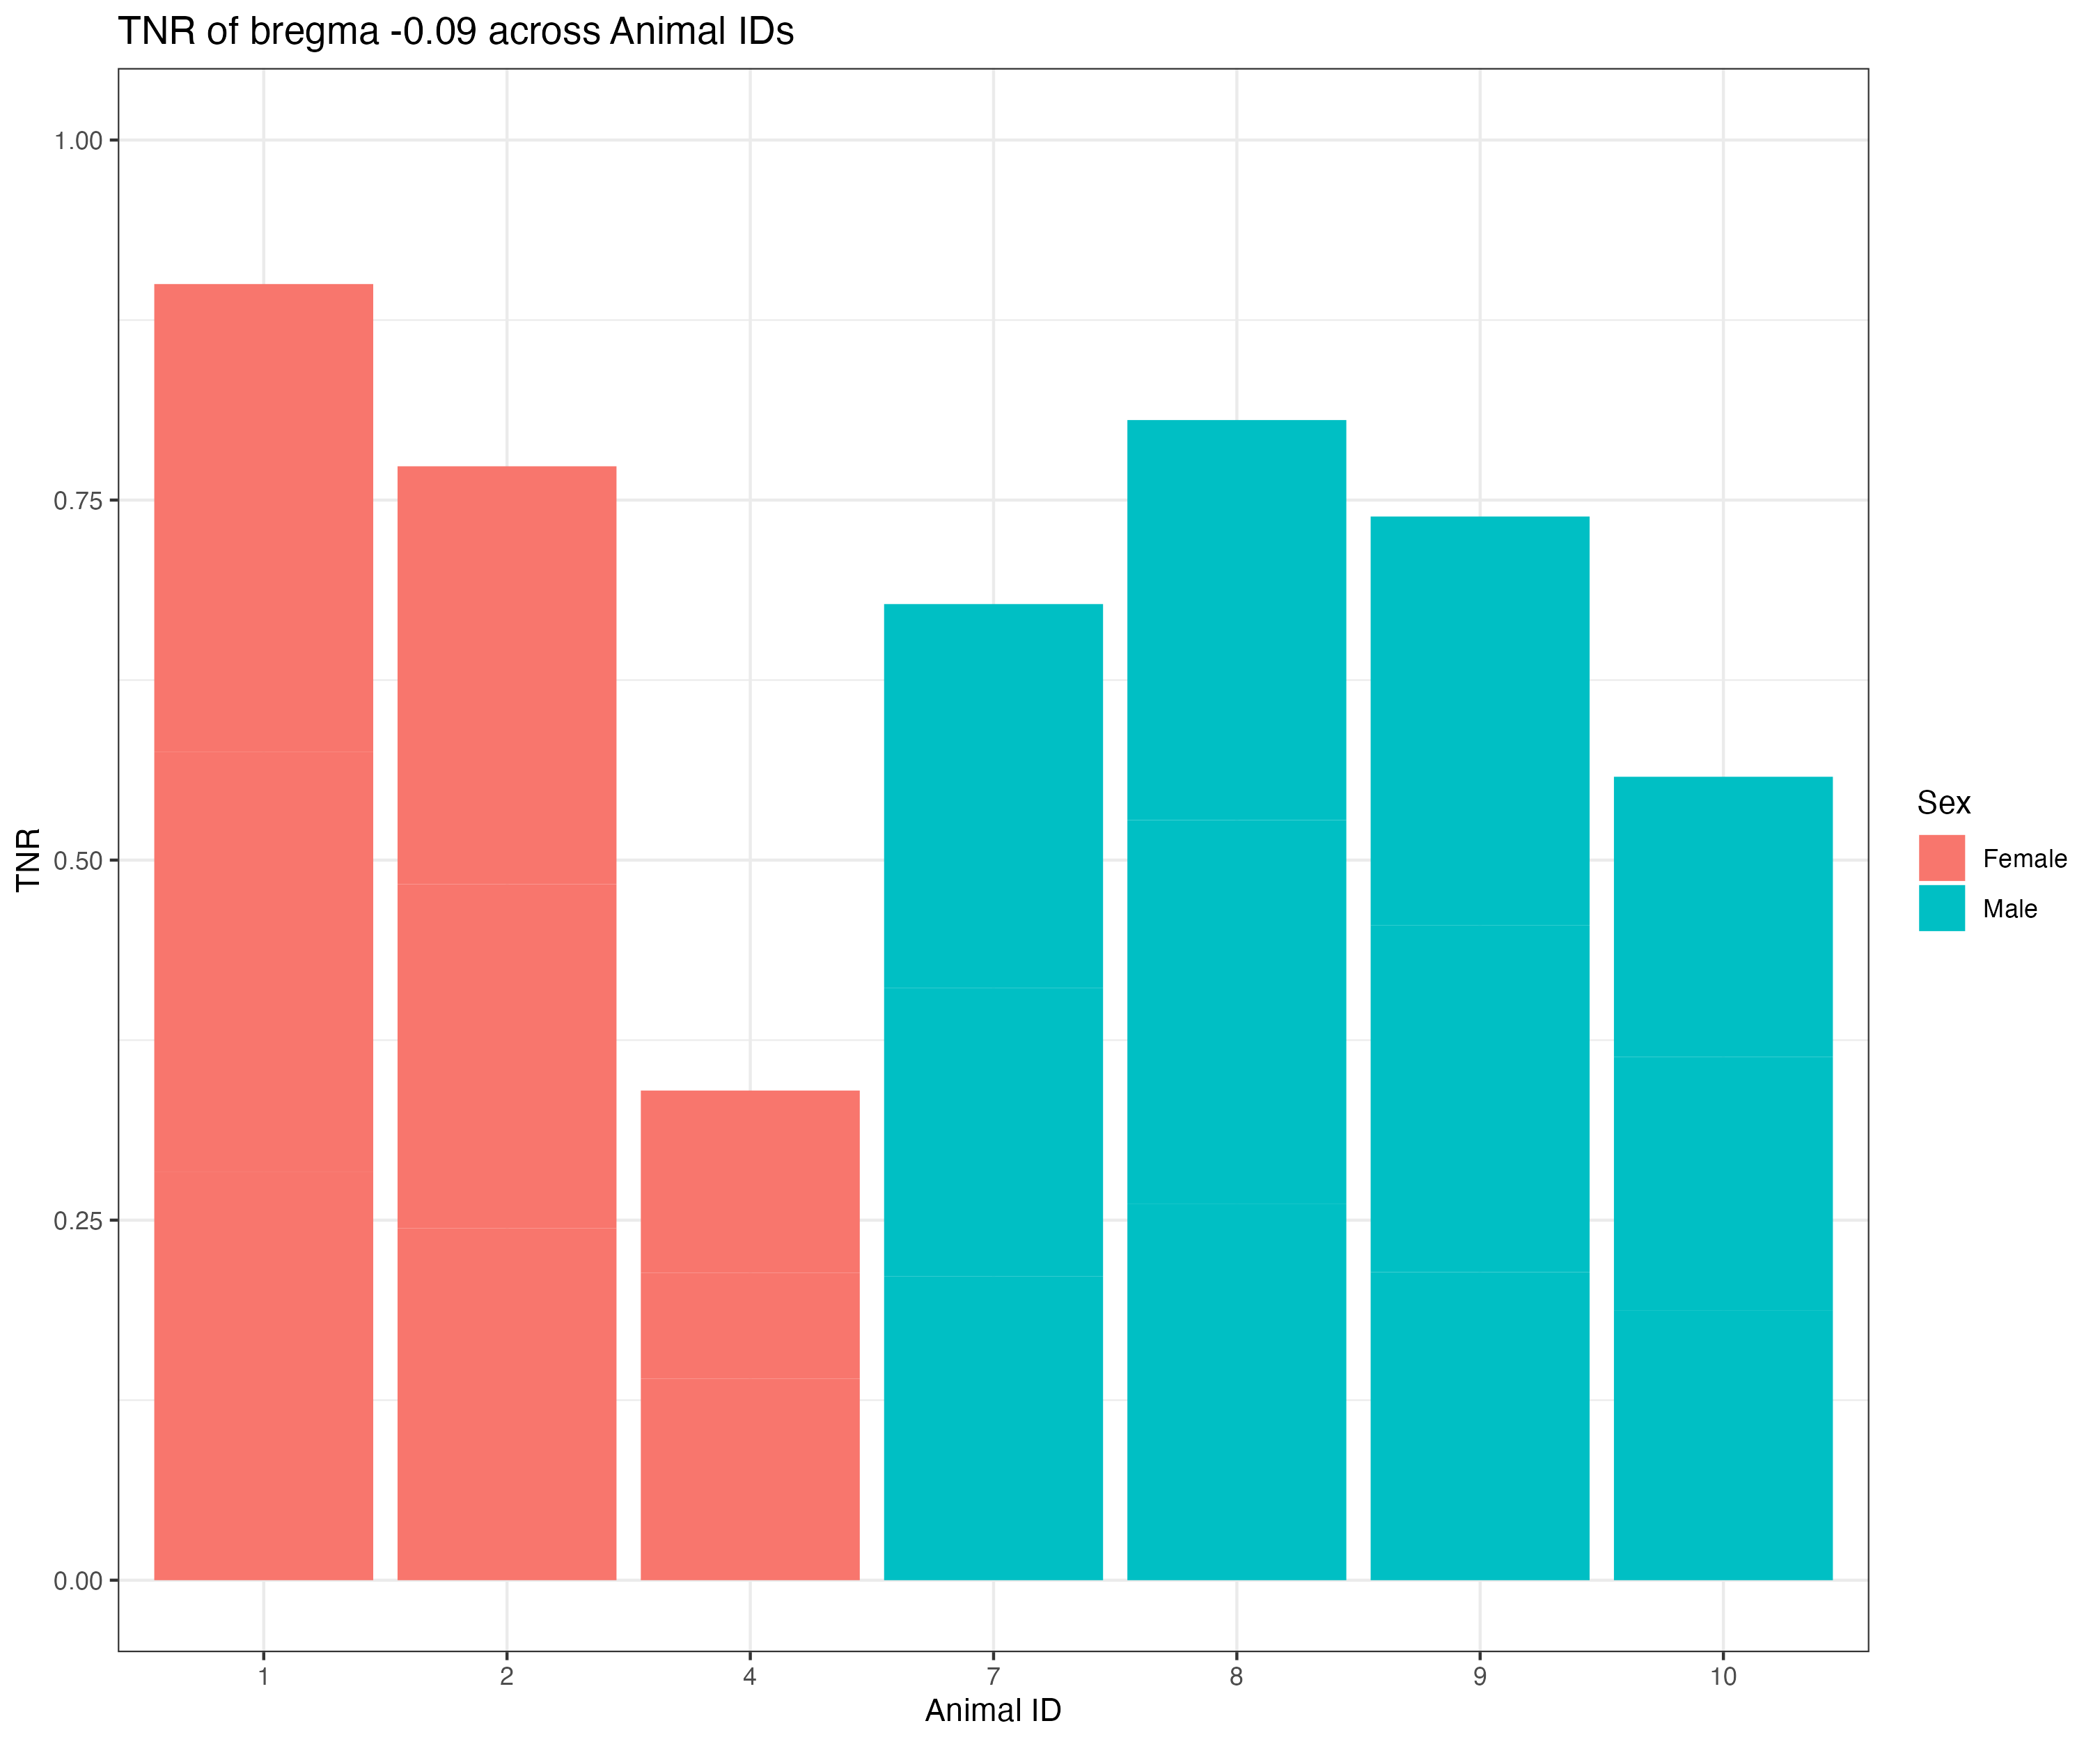 TNR of bregma -0.09 across Animal IDs
1.00
0.75
0.50
0.25
0.00
TNR
1 2 4 7 8 9 10
Animal ID
Sex
Female
Male